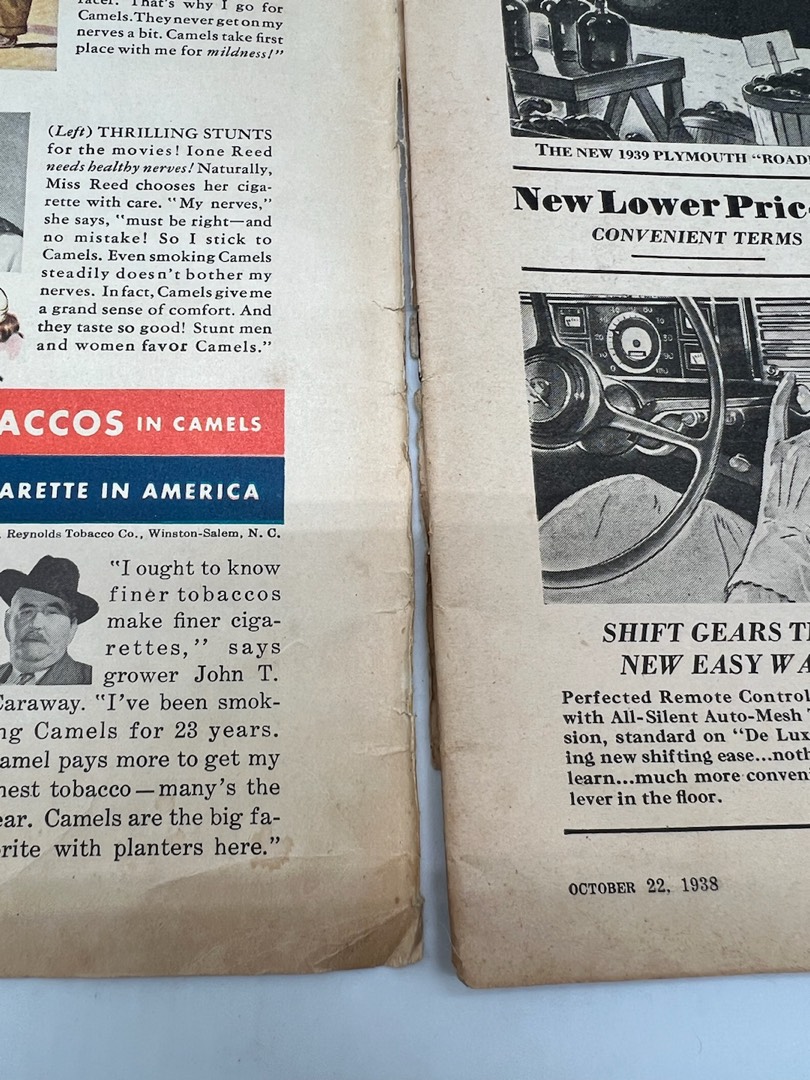 racer. That's why I go for
Camels. They never get on my
nerves a bit. Camels take first
place with me for mildness!"
(Left) THRILLING STUNTS
for the movies! Ione Reed
needs healthy nerves! Naturally,
Miss Reed chooses her ciga-
rette with care. "My nerves,"
she says, "must be right—and
no mistake! So I stick to
Camels. Even smoking Camels
steadily doesn't bother my
nerves. In fact, Camels give me
a grand sense of comfort. And
they taste so good! Stunt men
and women favor Camels."
ACCOS IN CAMELS
ARETTE IN AMERICA
Reynolds Tobacco Co., Winston-Salem, N. C.
"I ought to know
finer tobaccos
make finer ciga-
rettes," says
grower John T.
Caraway. "I've been smok-
ng Camels for 23 years.
amel pays more to get my
nest tobacco—many's the
ear. Camels are the big fa-
orite with planters here."
THE NEW 1939 PLYMOUTH "ROAD
New Lower Price
CONVENIENT TERMS
SHIFT GEARS T
NEW EASY WA
Perfected Remote Control
with All-Silent Auto-Mesh T
sion, standard on "De Lux
ing new shifting ease...noth
learn...much more conveni
lever in the floor.
OCTOBER 22, 1938